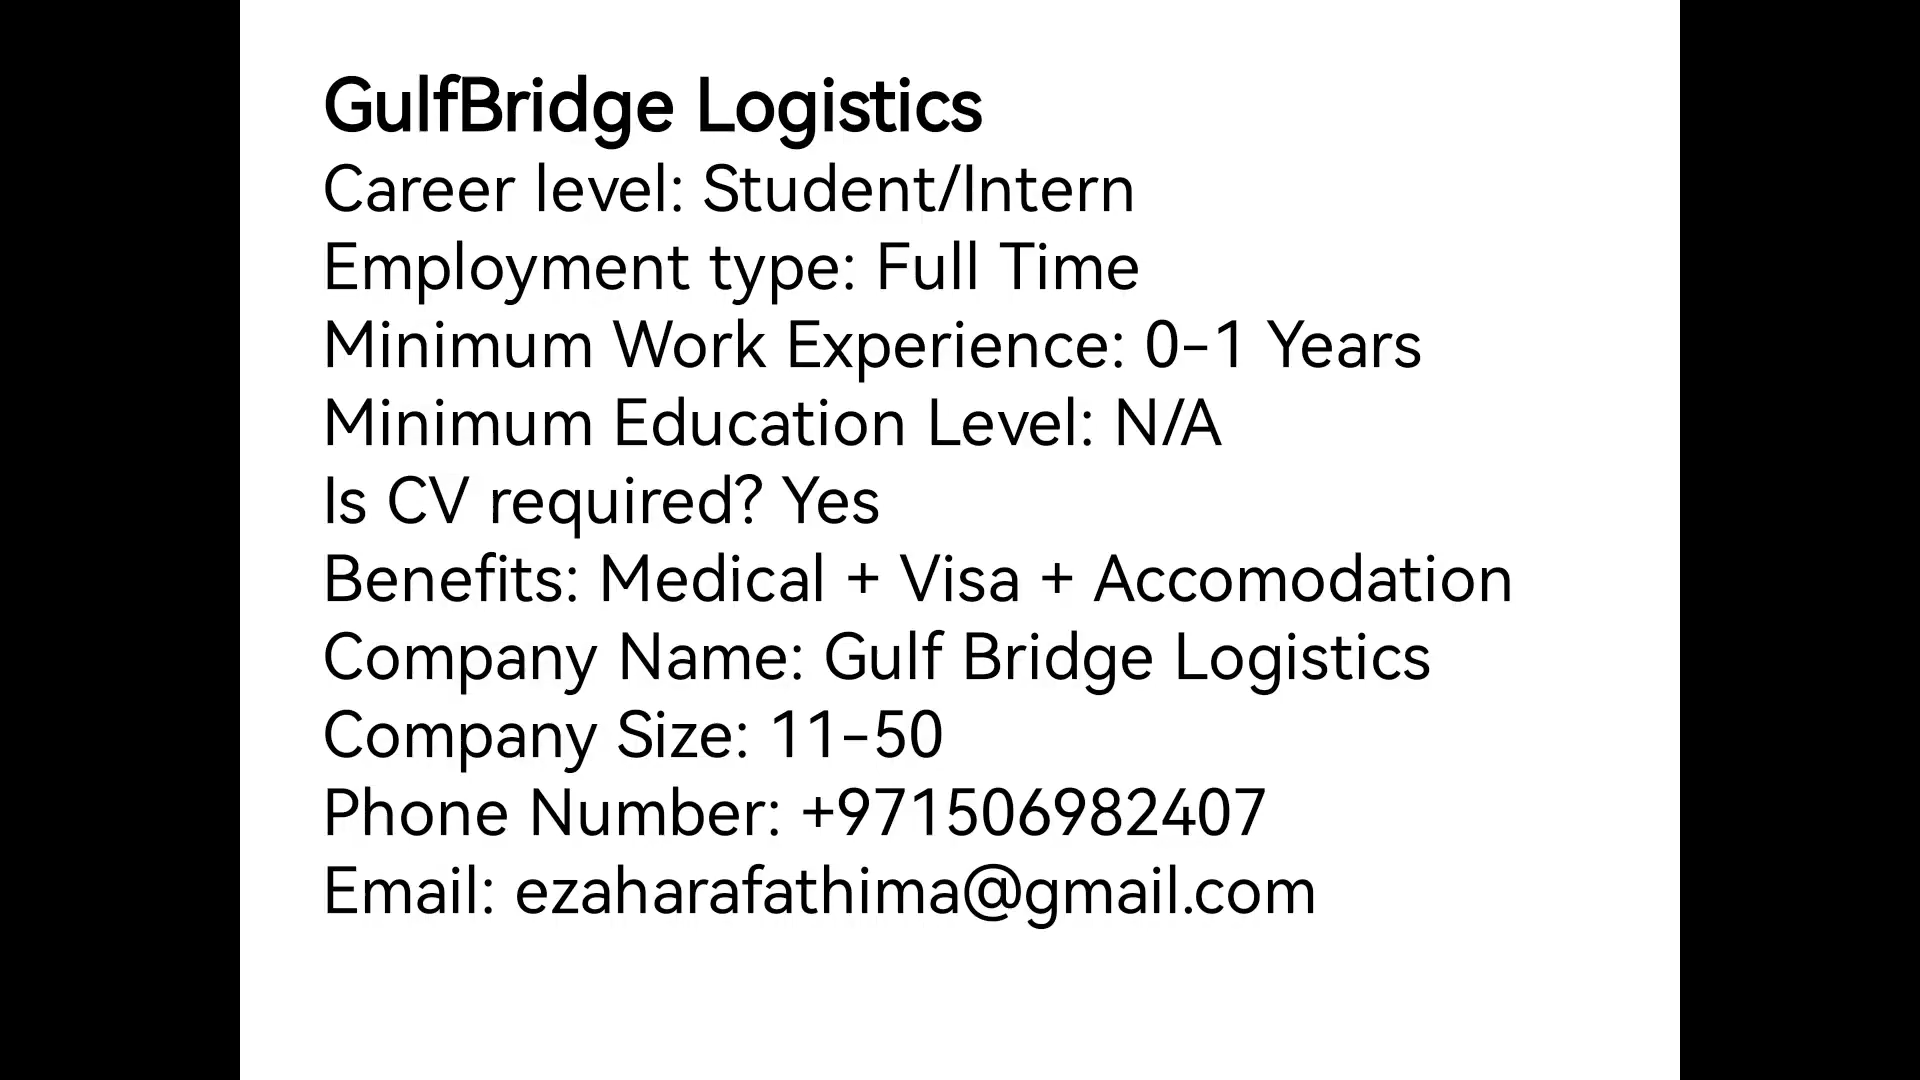 GulfBridge Logistics
Career level: Student/Intern
Employment type: Full Time
Minimum Work Experience: 0-1 Years
Minimum Education Level: N/A
Is CV required? Yes
Benefits: Medical + Visa + Accomodation
Company Name: Gulf Bridge Logistics
Company Size: 11-50
Phone Number: +971506982407
Email: ezaharafathima@gmail.com